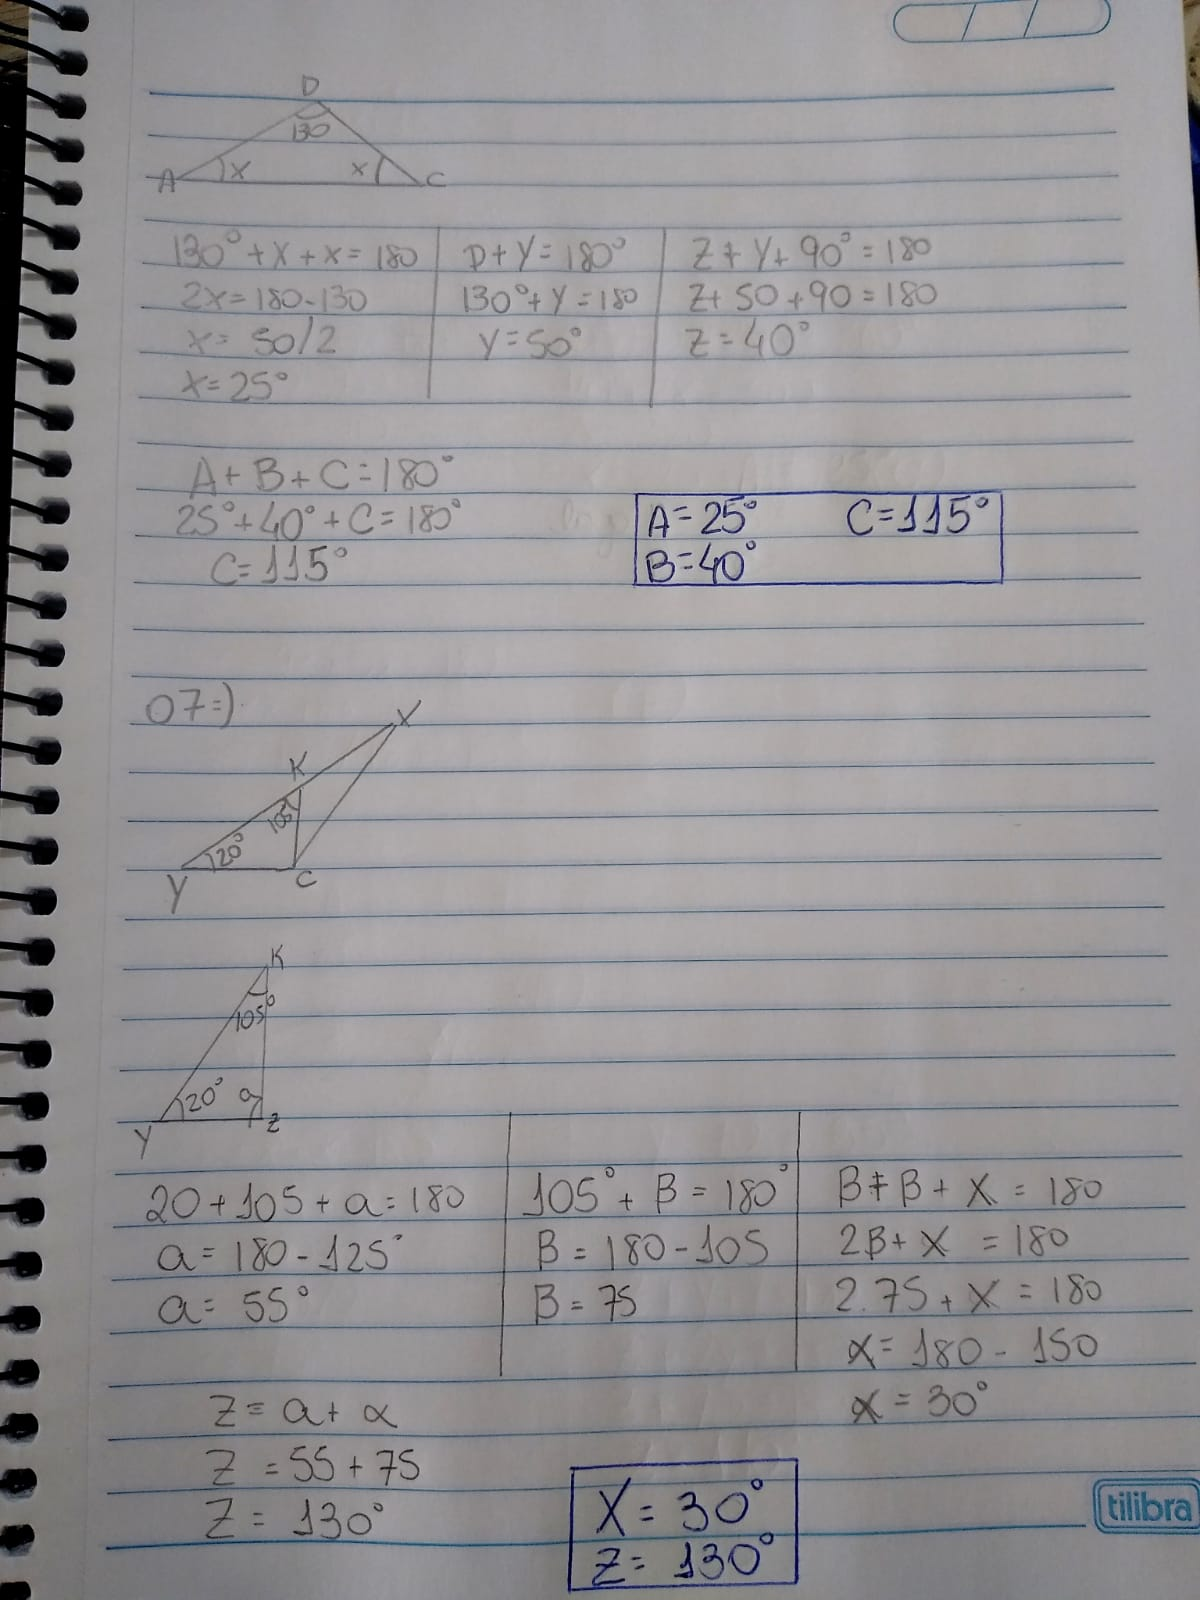 D
130
A x x C
130° + x + x = 180
2x = 180 - 130
x = 50/2
x = 25°
D + Y = 180°
130° + Y = 180
Y = 50°
Z + Y + 90° = 180
Z + 50 + 90 = 180
Z = 40°
A + B + C = 180°
25° + 40° + C = 180°
C = 115°
A = 25° C = 115°
B = 40°
07=)
X
K
105
20°
Y C
K
105°
20° a
Y Z
20 + 105 + a = 180
a = 180 - 125°
a = 55°
105° + B = 180°
B = 180 - 105
B = 75
B + B + X = 180
2B + X = 180
2.75 + X = 180
x = 180 - 150
x = 30°
Z = a + α
Z = 55 + 75
Z = 130°
X = 30°
Z = 130°
tilibra